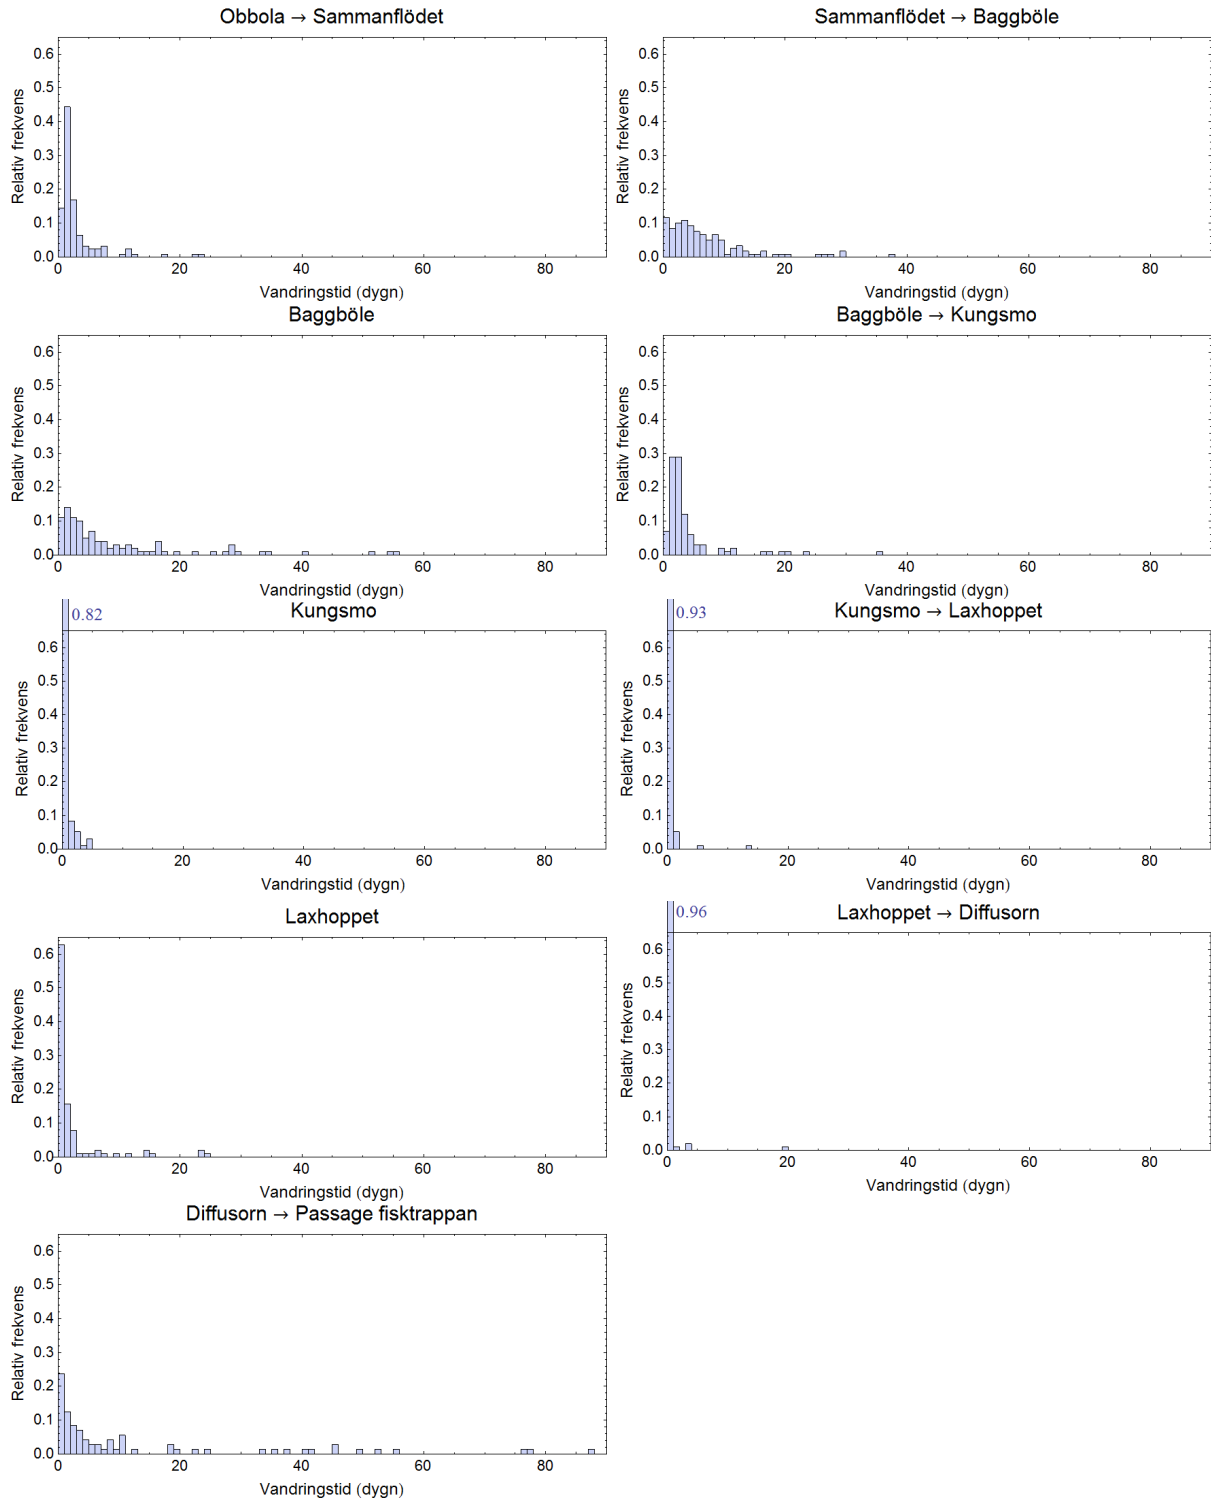 Obbola → Sammanflödet
Relativ frekvens
0.6
0.5
0.4
0.3
0.2
0.1
0.0
0 20 40 60 80
Vandringstid (dygn)
Sammanflödet → Baggböle
Relativ frekvens
0.6
0.5
0.4
0.3
0.2
0.1
0.0
0 20 40 60 80
Vandringstid (dygn)
Baggböle
Relativ frekvens
0.6
0.5
0.4
0.3
0.2
0.1
0.0
0 20 40 60 80
Vandringstid (dygn)
Baggböle → Kungsmo
Relativ frekvens
0.6
0.5
0.4
0.3
0.2
0.1
0.0
0 20 40 60 80
Vandringstid (dygn)
Kungsmo
0.82
Relativ frekvens
0.6
0.5
0.4
0.3
0.2
0.1
0.0
0 20 40 60 80
Vandringstid (dygn)
Kungsmo → Laxhoppet
0.93
Relativ frekvens
0.6
0.5
0.4
0.3
0.2
0.1
0.0
0 20 40 60 80
Vandringstid (dygn)
Laxhoppet
Relativ frekvens
0.6
0.5
0.4
0.3
0.2
0.1
0.0
0 20 40 60 80
Vandringstid (dygn)
Laxhoppet → Diffusorn
0.96
Relativ frekvens
0.6
0.5
0.4
0.3
0.2
0.1
0.0
0 20 40 60 80
Vandringstid (dygn)
Diffusorn → Passage fisktrappan
Relativ frekvens
0.6
0.5
0.4
0.3
0.2
0.1
0.0
0 20 40 60 80
Vandringstid (dygn)